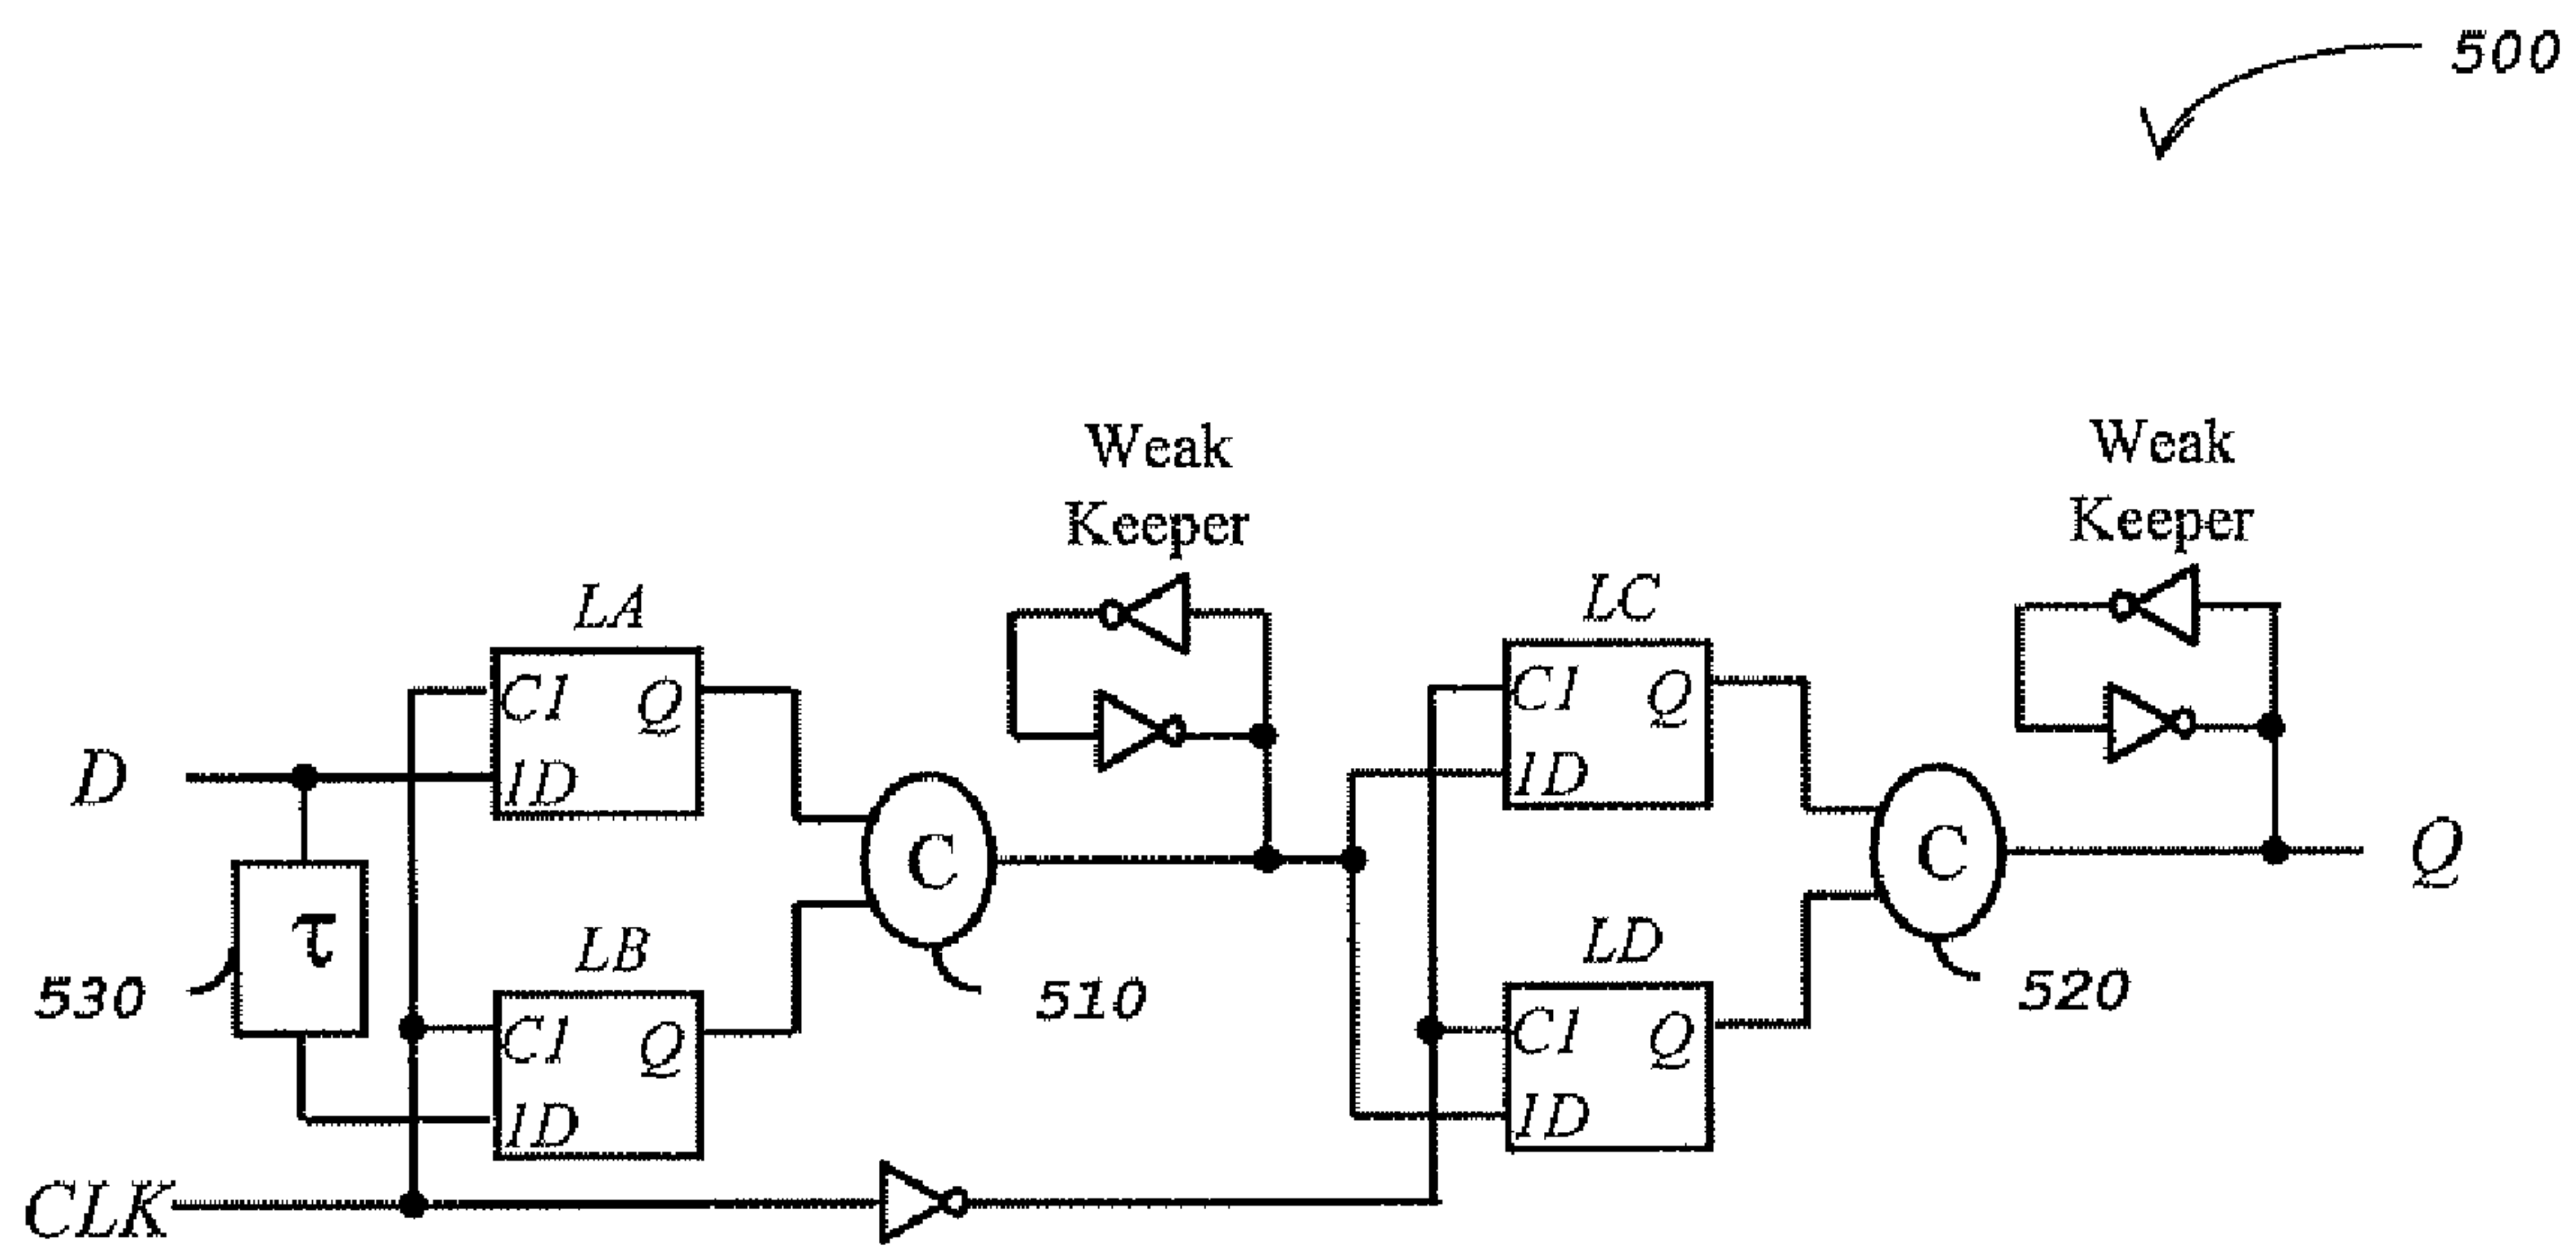 500
Weak
Keeper
Weak
Keeper
LA
C1 Q
1D
LC
C1 Q
1D
D
C
C
Q
τ
530
LB
C1 Q
1D
510
LD
C1 Q
1D
520
CLK